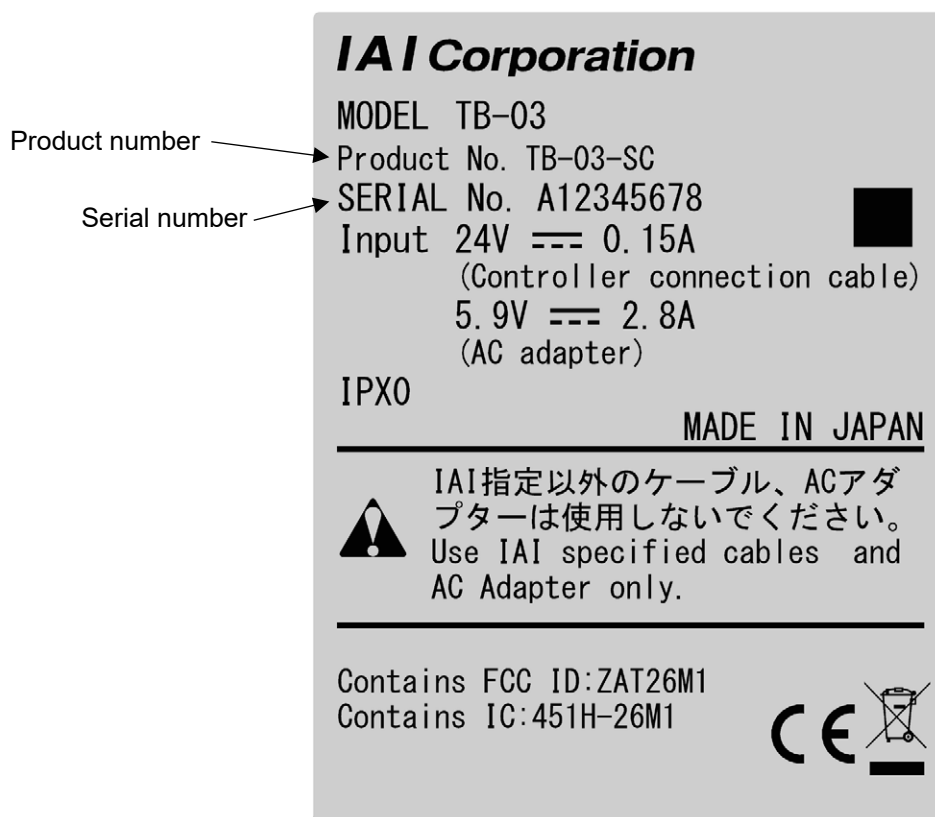 IAI Corporation
MODEL TB-03
Product number
Product No. TB-03-SC
Serial number
SERIAL No. A12345678
Input 24V 0.15A
(Controller connection cable)
5.9V 2.8A
(AC adapter)
IPX0
MADE IN JAPAN
IAI指定以外のケーブル、ACアダ
プターは使用しないでください。
Use IAI specified cables and
AC Adapter only.
Contains FCC ID:ZAT26M1
Contains IC:451H-26M1
CE